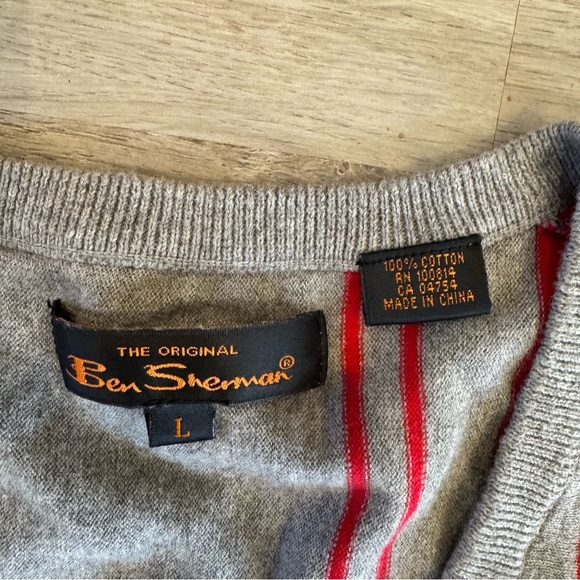 THE ORIGINAL
Ben Sherman®
L
100% COTTON
RN 100814
CA 04754
MADE IN CHINA